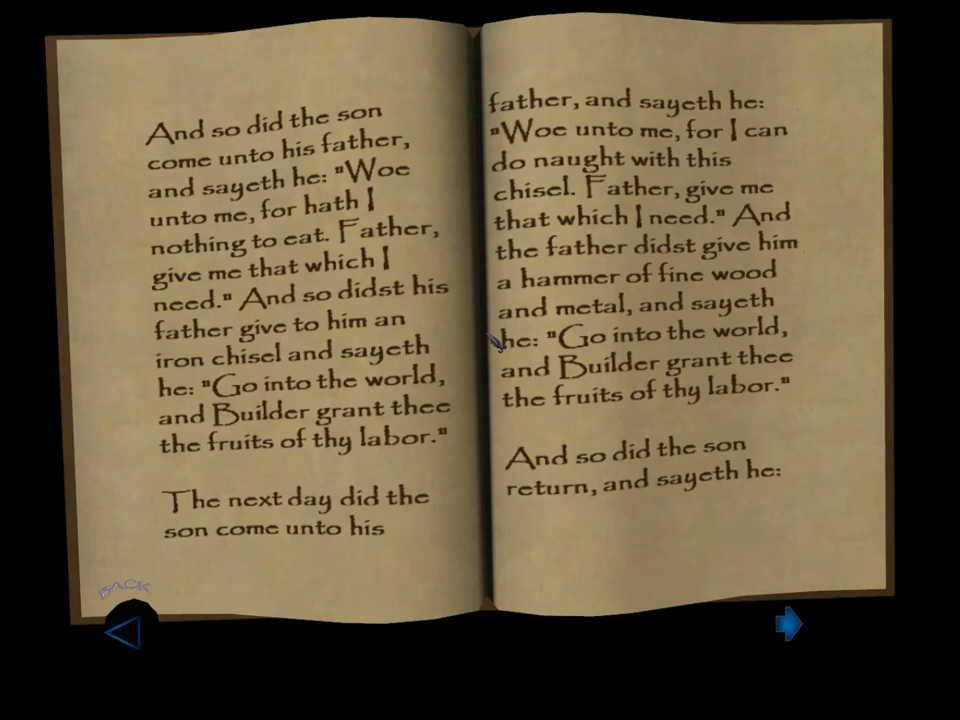 And so did the son
come unto his father,
and sayeth he: "Woe
unto me, for hath I
nothing to eat. Father,
give me that which I
need." And so didst his
father give to him an
iron chisel and sayeth
he: "Go into the world,
and Builder grant thee
the fruits of thy labor."
The next day did the
son come unto his
father, and sayeth he:
"Woe unto me, for I can
do naught with this
chisel. Father, give me
that which I need." And
the father didst give him
a hammer of fine wood
and metal, and sayeth
he: "Go into the world,
and Builder grant thee
the fruits of thy labor."
And so did the son
return, and sayeth he:
BACK